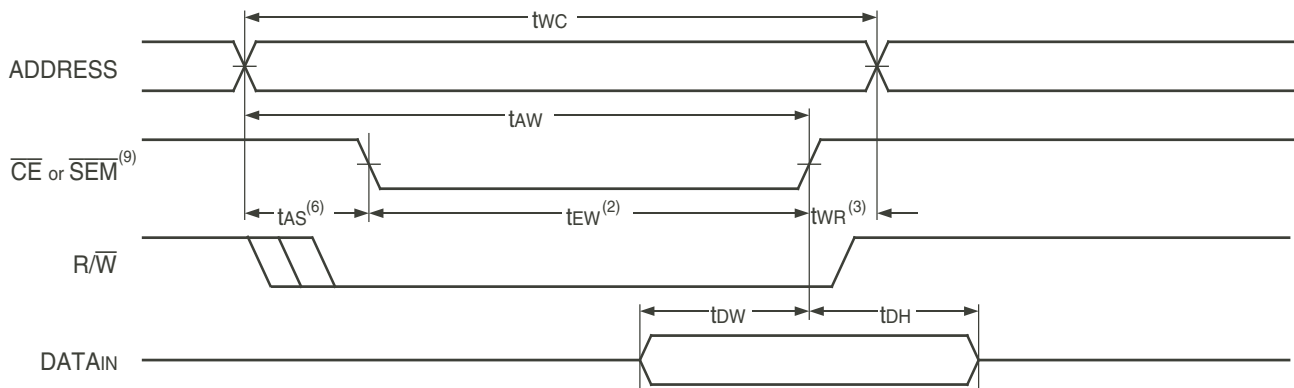 tWC
ADDRESS
tAW
CE or SEM(9)
tAS(6) tEW(2) tWR(3)
R/W
tDW tDH
DATAIN